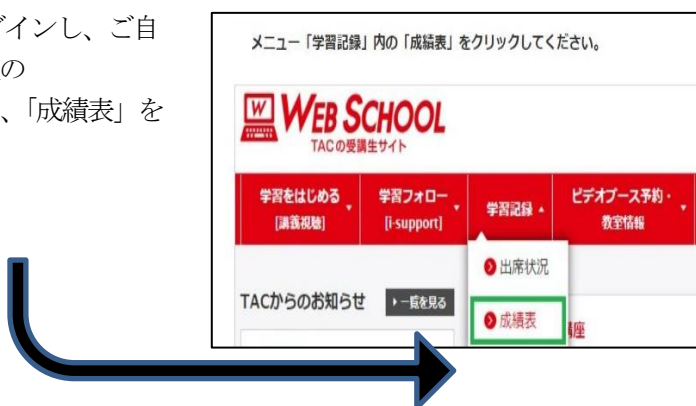 グインし、ご自
の
、「成績表」を
メニュー「学習記録」内の「成績表」をクリックしてください。
W WEB SCHOOL
TACの受講生サイト
学習をはじめる
[講義視聴]
学習フォロー
[i-support]
学習記録
ビデオブース予約・
教室情報
出席状況
成績表
TACからのお知らせ
一覧を見る
講座